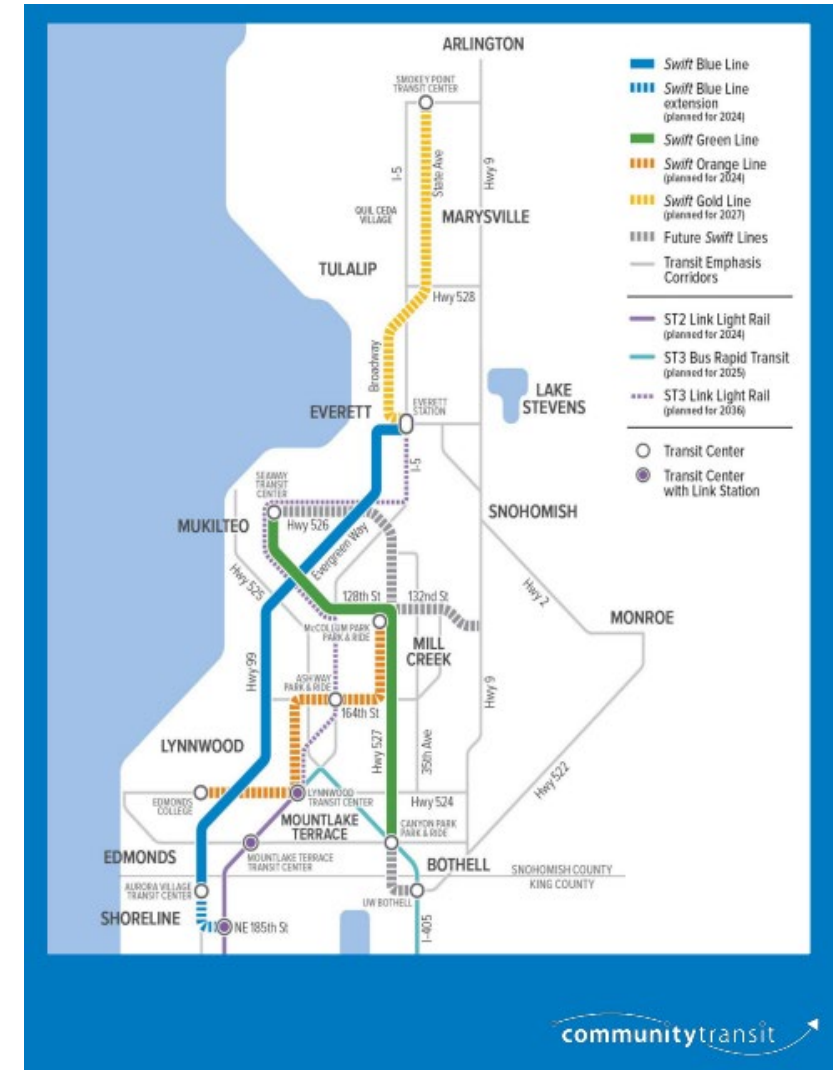 ARLINGTON
SMOKEY POINT
TRANSIT CENTER
I-5
State Ave
Hwy 9
QUIL CEDA
VILLAGE
MARYSVILLE
TULALIP
Hwy 528
Broadway
EVERETT
EVERETT
STATION
LAKE
STEVENS
I-5
SEAWAY
TRANSIT
CENTER
MUKILTEO
Hwy 526
Evergreen Way
SNOHOMISH
Hwy 525
128th St
132nd St
Hwy 2
MCCOLLUM PARK
PARK & RIDE
MILL
CREEK
MONROE
Hwy 99
ASH WAY
PARK & RIDE
164th St
Hwy 9
LYNNWOOD
Hwy 527
35th Ave
Hwy 522
EDMONDS
COLLEGE
LYNNWOOD
TRANSIT CENTER
Hwy 524
MOUNTLAKE
TERRACE
CANYON PARK
PARK & RIDE
EDMONDS
MOUNTLAKE TERRACE
TRANSIT CENTER
BOTHELL
SNOHOMISH COUNTY
KING COUNTY
AURORA VILLAGE
TRANSIT CENTER
UW BOTHELL
SHORELINE
NE 185th St
I-405
Swift Blue Line
Swift Blue Line
extension
(planned for 2024)
Swift Green Line
Swift Orange Line
(planned for 2024)
Swift Gold Line
(planned for 2027)
Future Swift Lines
Transit Emphasis
Corridors
ST2 Link Light Rail
(planned for 2024)
ST3 Bus Rapid Transit
(planned for 2025)
ST3 Link Light Rail
(planned for 2036)
Transit Center
Transit Center
with Link Station
communitytransit